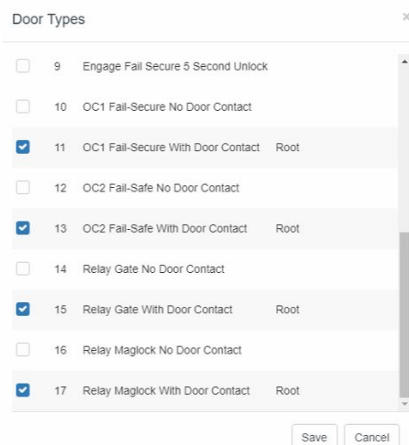 Door Types ×
9 Engage Fail Secure 5 Second Unlock
10 OC1 Fail-Secure No Door Contact
11 OC1 Fail-Secure With Door Contact Root
12 OC2 Fail-Safe No Door Contact
13 OC2 Fail-Safe With Door Contact Root
14 Relay Gate No Door Contact
15 Relay Gate With Door Contact Root
16 Relay Maglock No Door Contact
17 Relay Maglock With Door Contact Root
Save Cancel